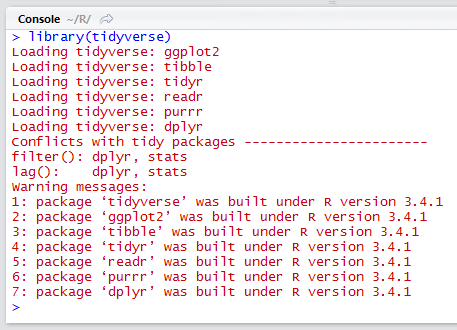 Console ~/R/
> library(tidyverse)
Loading tidyverse: ggplot2
Loading tidyverse: tibble
Loading tidyverse: tidyr
Loading tidyverse: readr
Loading tidyverse: purrr
Loading tidyverse: dplyr
Conflicts with tidy packages -----------------------
filter(): dplyr, stats
lag():    dplyr, stats
Warning messages:
1: package ‘tidyverse’ was built under R version 3.4.1
2: package ‘ggplot2’ was built under R version 3.4.1
3: package ‘tibble’ was built under R version 3.4.1
4: package ‘tidyr’ was built under R version 3.4.1
5: package ‘readr’ was built under R version 3.4.1
6: package ‘purrr’ was built under R version 3.4.1
7: package ‘dplyr’ was built under R version 3.4.1
>